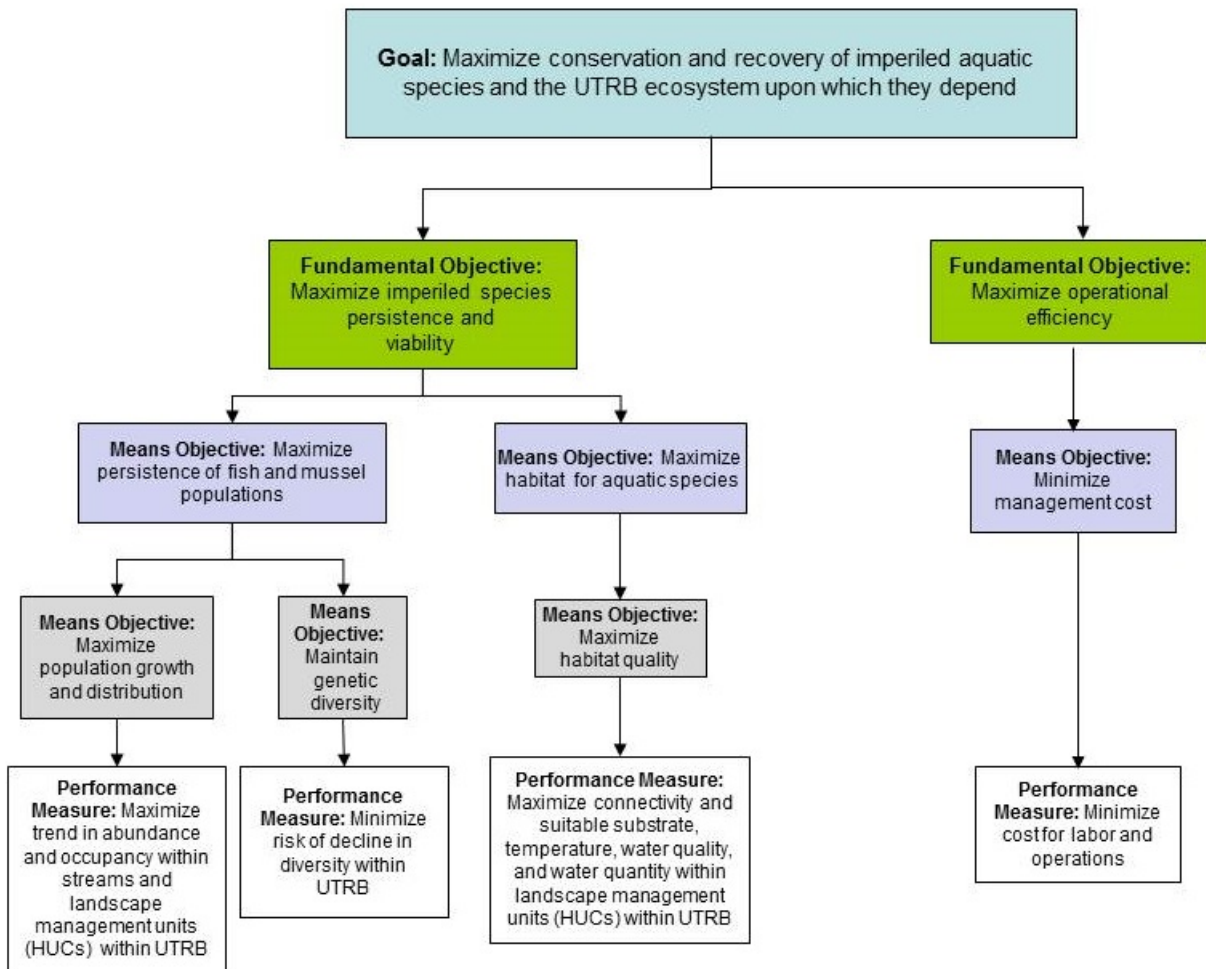 Goal: Maximize conservation and recovery of imperiled aquatic
species and the UTRB ecosystem upon which they depend
Fundamental Objective:
Maximize imperiled species
persistence and
viability
Fundamental Objective:
Maximize operational
efficiency
Means Objective: Maximize
persistence of fish and mussel
populations
Means Objective: Maximize
habitat for aquatic species
Means Objective:
Minimize
management cost
Means Objective:
Maximize
population growth
and distribution
Means
Objective:
Maintain
genetic
diversity
Means Objective:
Maximize
habitat quality
Performance
Measure: Maximize
trend in abundance
and occupancy within
streams and
landscape
management units
(HUCs) within UTRB
Performance
Measure: Minimize
risk of decline in
diversity within
UTRB
Performance Measure:
Maximize connectivity and
suitable substrate,
temperature, water quality,
and water quantity within
landscape management
units (HUCs) within UTRB
Performance
Measure: Minimize
cost for labor and
operations